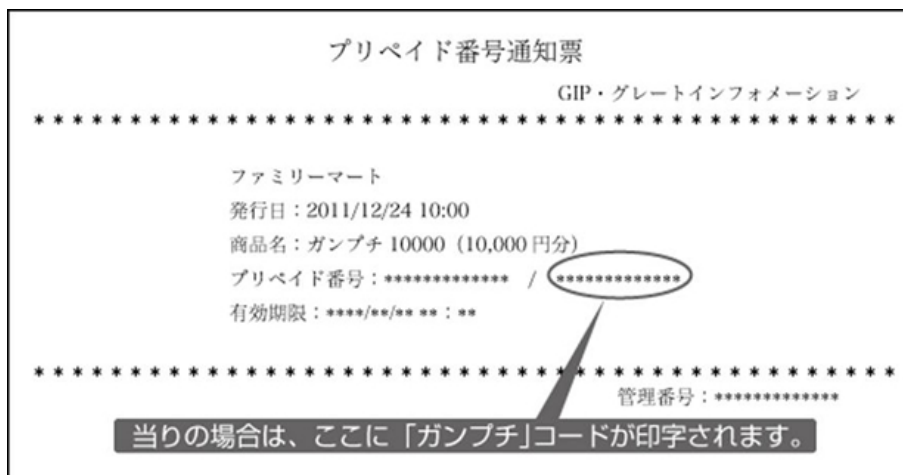 プリペイド番号通知票
GIP・グレートインフォメーション
* * * * * * * * * * * * * * * * * * * * * * * * * * * * * * * * * * * * * * * * * * * * *
ファミリーマート
発行日：2011/12/24 10:00
商品名：ガンプチ 10000（10,000 円分）
プリペイド番号：************* / *************
有効期限：****/**/** **：**
* * * * * * * * * * * * * * * * * * * * * * * * * * * * * * * * * * * * * * * * * * * * *
管理番号：*************
当りの場合は、ここに「ガンプチ」コードが印字されます。